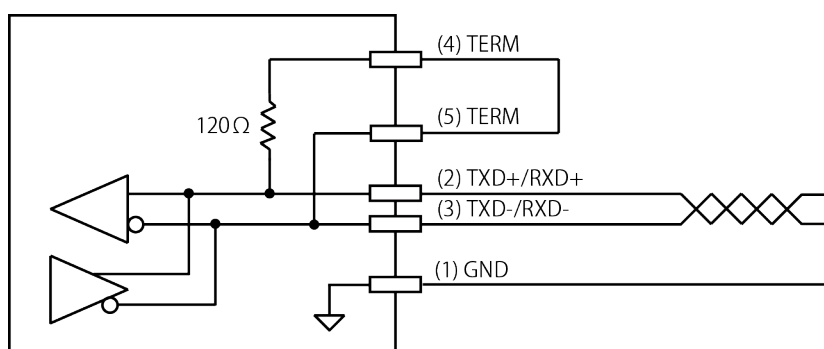 (4) TERM
120Ω
(5) TERM
(2) TXD+/RXD+
(3) TXD-/RXD-
(1) GND